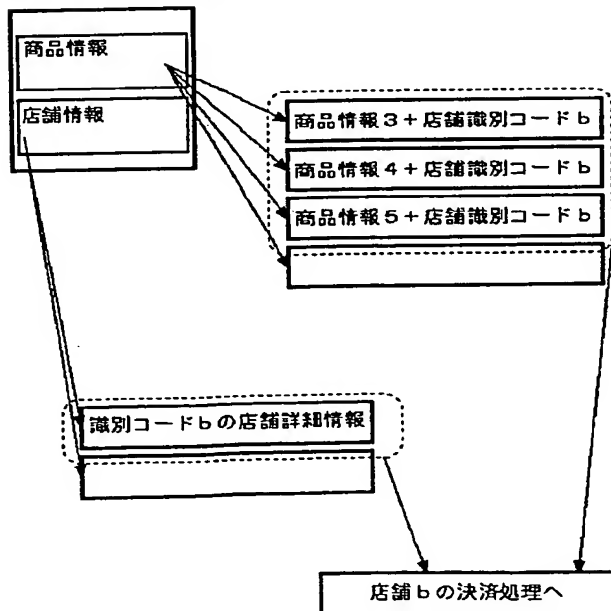 商品情報
店舗情報
商品情報3+店舗識別コードb
商品情報4+店舗識別コードb
商品情報5+店舗識別コードb
識別コードbの店舗詳細情報
店舗bの決済処理へ